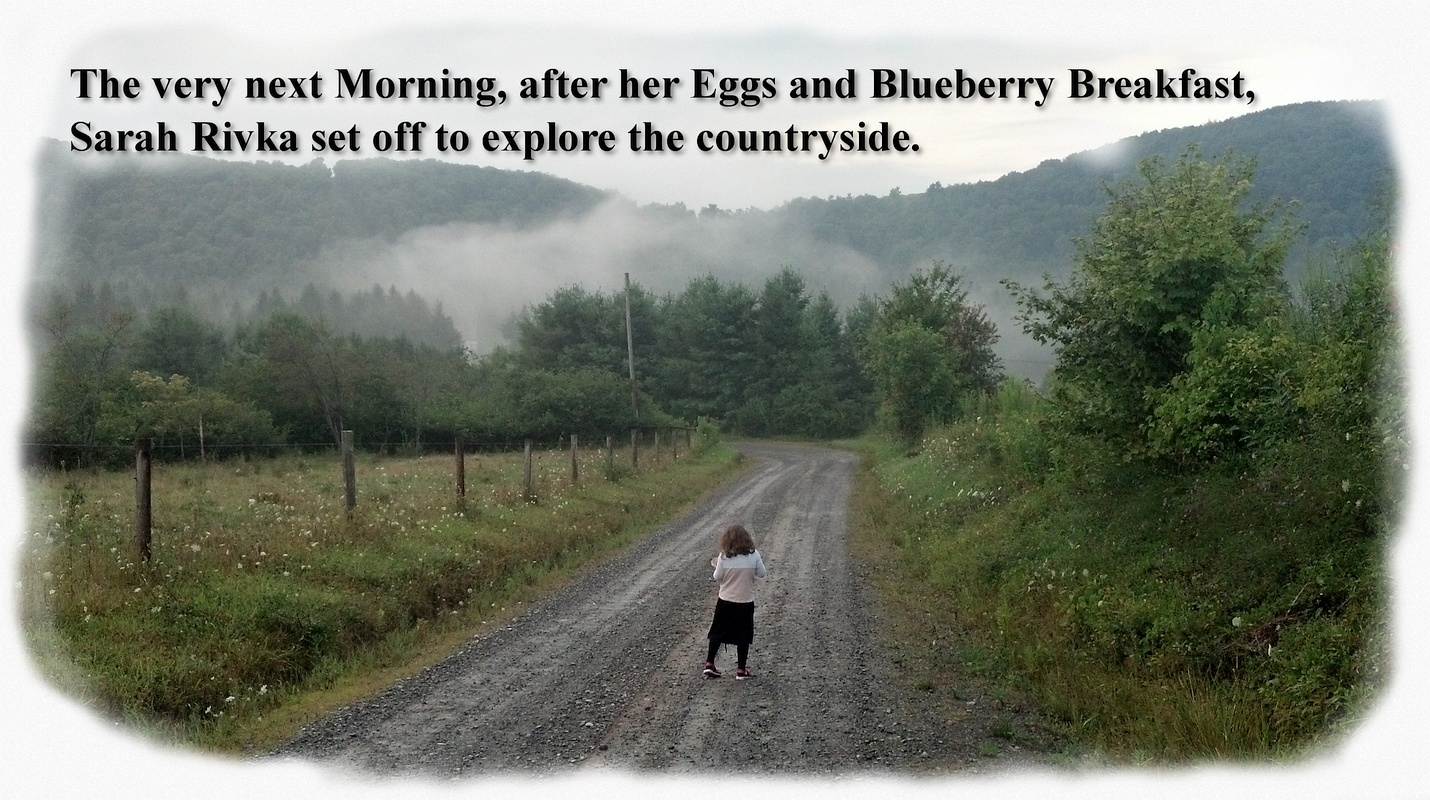 The very next Morning, after her Eggs and Blueberry Breakfast,
Sarah Rivka set off to explore the countryside.